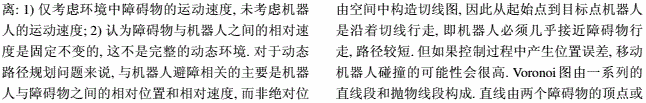 离: 1) 仅考虑环境中障碍物的运动速度, 未考虑机器
人的运动速度; 2) 认为障碍物与机器人之间的相对速
度是固定不变的, 这不是完整的动态环境. 对于动态
路径规划问题来说, 与机器人避障相关的主要是机器
人与障碍物之间的相对位置和相对速度, 而非绝对位
由空间中构造切线图, 因此从起始点到目标点机器人
是沿着切线行走, 即机器人必须几乎接近障碍物行
走, 路径较短. 但如果控制过程中产生位置误差, 移动
机器人碰撞的可能性会很高. Voronoi 图由一系列的
直线段和抛物线段构成. 直线由两个障碍物的顶点或